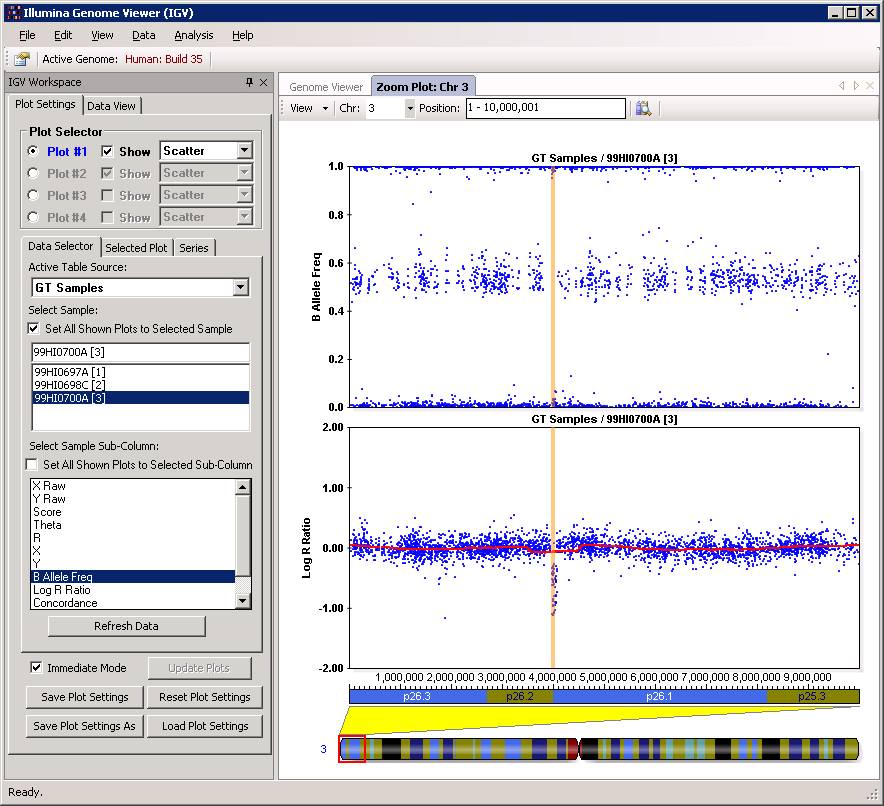 Illumina Genome Viewer (IGV)
File Edit View Data Analysis Help
Active Genome: Human: Build 35
IGV Workspace
Plot Settings Data View
Plot Selector
Plot #1 Show Scatter
Plot #2 Show Scatter
Plot #3 Show Scatter
Plot #4 Show Scatter
Data Selector Selected Plot Series
Active Table Source:
GT Samples
Select Sample:
Set All Shown Plots to Selected Sample
99HI0700A [3]
99HI0697A [1]
99HI0698C [2]
99HI0700A [3]
Select Sample Sub-Column:
Set All Shown Plots to Selected Sub-Column
X Raw
Y Raw
Score
Theta
R
X
Y
B Allele Freq
Log R Ratio
Concordance
Refresh Data
Immediate Mode Update Plots
Save Plot Settings Reset Plot Settings
Save Plot Settings As Load Plot Settings
Genome Viewer Zoom Plot: Chr 3
View Chr: 3 Position: 1 - 10,000,001
GT Samples / 99HI0700A [3]
1.0
0.8
0.6
0.4
0.2
0.0
B Allele Freq
GT Samples / 99HI0700A [3]
2.00
1.00
0.00
-1.00
-2.00
Log R Ratio
1,000,000 2,000,000 3,000,000 4,000,000 5,000,000 6,000,000 7,000,000 8,000,000 9,000,000
p26.3 p26.2 p26.1 p25.3
3
Ready.